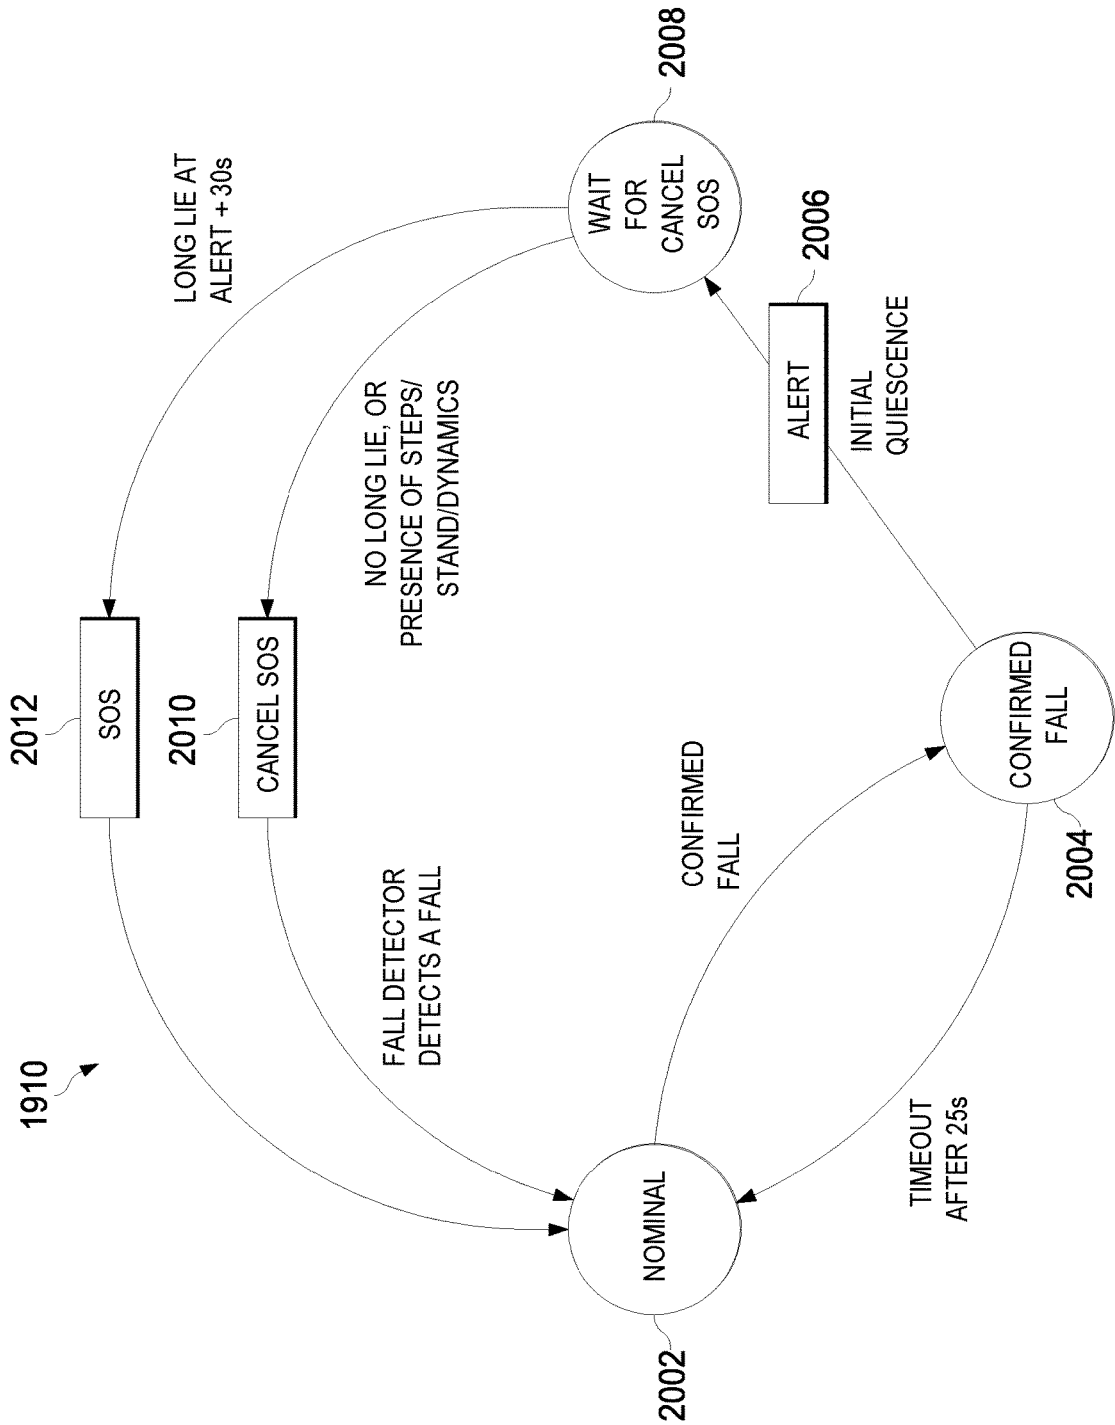 1910
2012
SOS
LONG LIE AT
ALERT + 30s
2010
CANCEL SOS
NO LONG LIE, OR
PRESENCE OF STEPS/
STAND/DYNAMICS
FALL DETECTOR
DETECTS A FALL
2002
NOMINAL
WAIT
FOR
CANCEL
SOS
2008
CONFIRMED
FALL
ALERT
2006
INITIAL
QUIESCENCE
TIMEOUT
AFTER 25s
CONFIRMED
FALL
2004